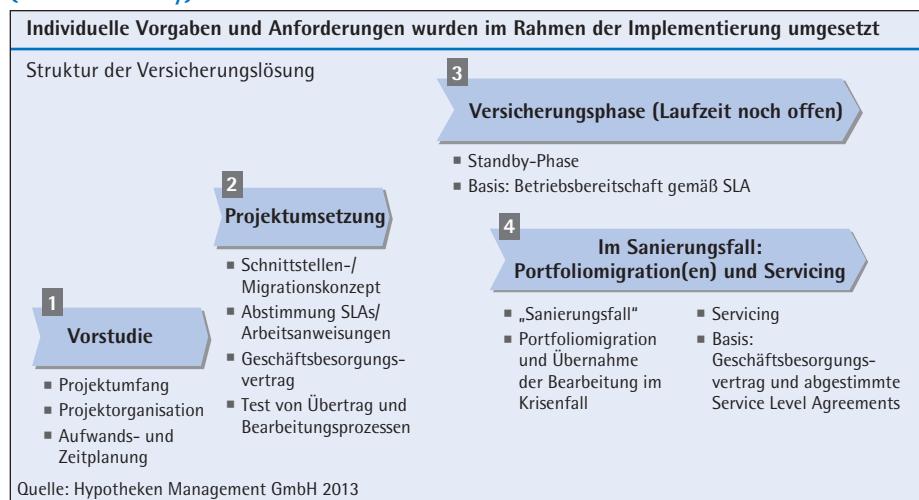 Individuelle Vorgaben und Anforderungen wurden im Rahmen der Implementierung umgesetzt
Struktur der Versicherungslösung
1
Vorstudie
■ Projektumfang
■ Projektorganisation
■ Aufwands- und
Zeitplanung
2
Projektumsetzung
■ Schnittstellen-/
Migrationskonzept
■ Abstimmung SLAs/
Arbeitsanweisungen
■ Geschäftsbesorgungs-
vertrag
■ Test von Übertrag und
Bearbeitungsprozessen
3
Versicherungsphase (Laufzeit noch offen)
■ Standby-Phase
■ Basis: Betriebsbereitschaft gemäß SLA
4
Im Sanierungsfall:
Portfoliomigration(en) und Servicing
■ „Sanierungsfall“
■ Portfoliomigration
und Übernahme
der Bearbeitung im
Krisenfall
■ Servicing
■ Basis:
Geschäftsbesorgungs-
vertrag und abgestimmte
Service Level Agreements
Quelle: Hypotheken Management GmbH 2013